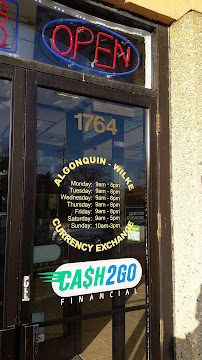 OPEN
1764
ALGONQUIN - WILKE
Monday: 9am - 8pm
Tuesday: 9am - 8pm
Wednesday: 9am - 8pm
Thursday: 9am - 8pm
Friday: 9am - 8pm
Saturday: 9am - 5pm
Sunday: 10am-3pm
CURRENCY EXCHANGE
CA$H2GO
FINANCIAL